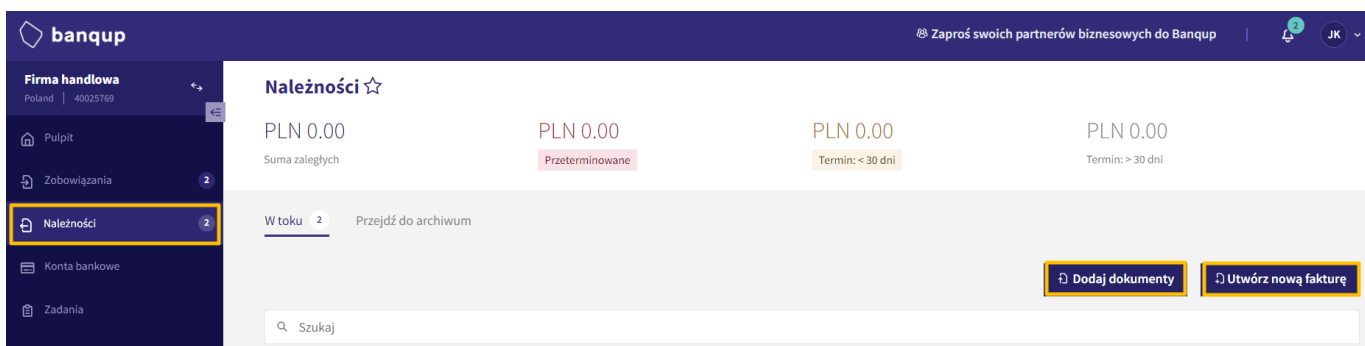 banqup
Zaproś swoich partnerów biznesowych do Banqup
2
JK
Firma handlowa
Poland | 40025769
Pulpit
Zobowiązania 2
Należności 2
Konta bankowe
Zadania
Należności
PLN 0.00
Suma zaległych
PLN 0.00
Przeterminowane
PLN 0.00
Termin: < 30 dni
PLN 0.00
Termin: > 30 dni
W toku 2 Przejdź do archiwum
Dodaj dokumenty Utwórz nową fakturę
Szukaj